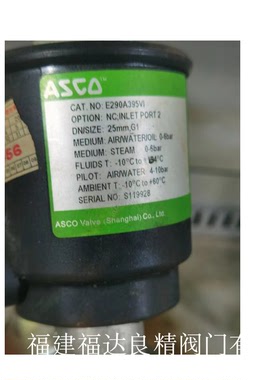 ASCO™
CAT. NO: E290A395VI
OPTION: NC;INLET PORT 2
DN/SIZE: 25mm,G1
MEDIUM: AIR/WATER/OIL: 0-6bar
MEDIUM: STEAM 0-6bar
FLUIDS T: -10°C to
PILOT: AIR/WATER 4-10bar
AMBIENT T: -10°C to +60°C
SERIAL NO: S119928
ASCO Valve (Shanghai) Co., Ltd.
66
福建福达良精阀门有